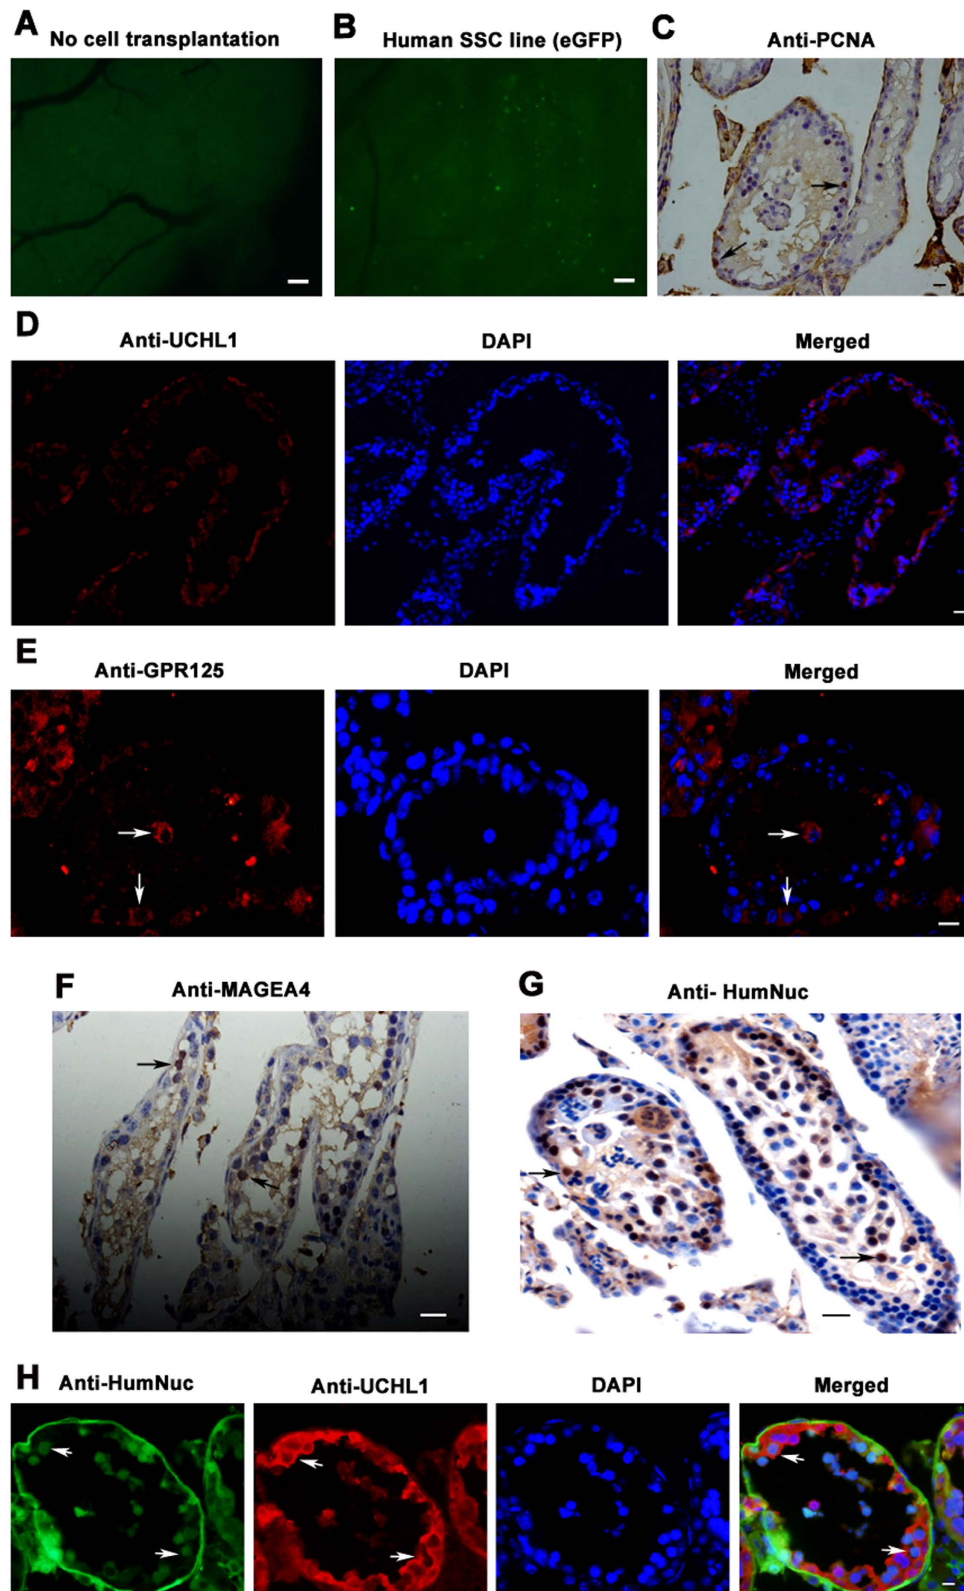 A
No cell transplantation
B
Human SSC line (eGFP)
C
Anti-PCNA
D
Anti-UCHL1
DAPI
Merged
E
Anti-GPR125
DAPI
Merged
F
Anti-MAGEA4
G
Anti- HumNuc
H
Anti-HumNuc
Anti-UCHL1
DAPI
Merged